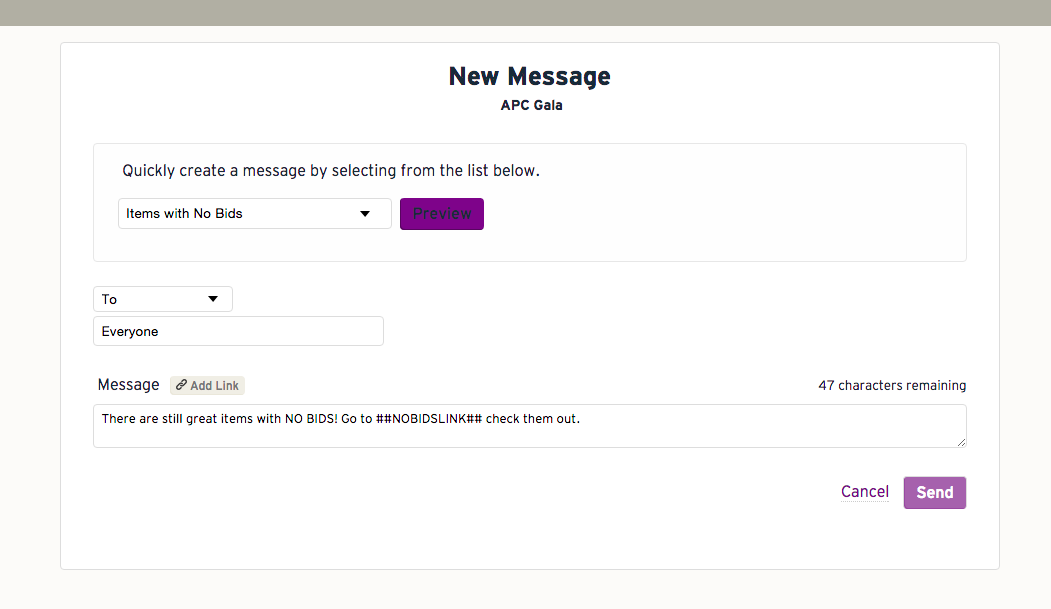 New Message
APC Gala
Quickly create a message by selecting from the list below.
Items with No Bids
Preview
To
Everyone
Message
Add Link
47 characters remaining
There are still great items with NO BIDS! Go to ##NOBIDSLINK## check them out.
Cancel
Send